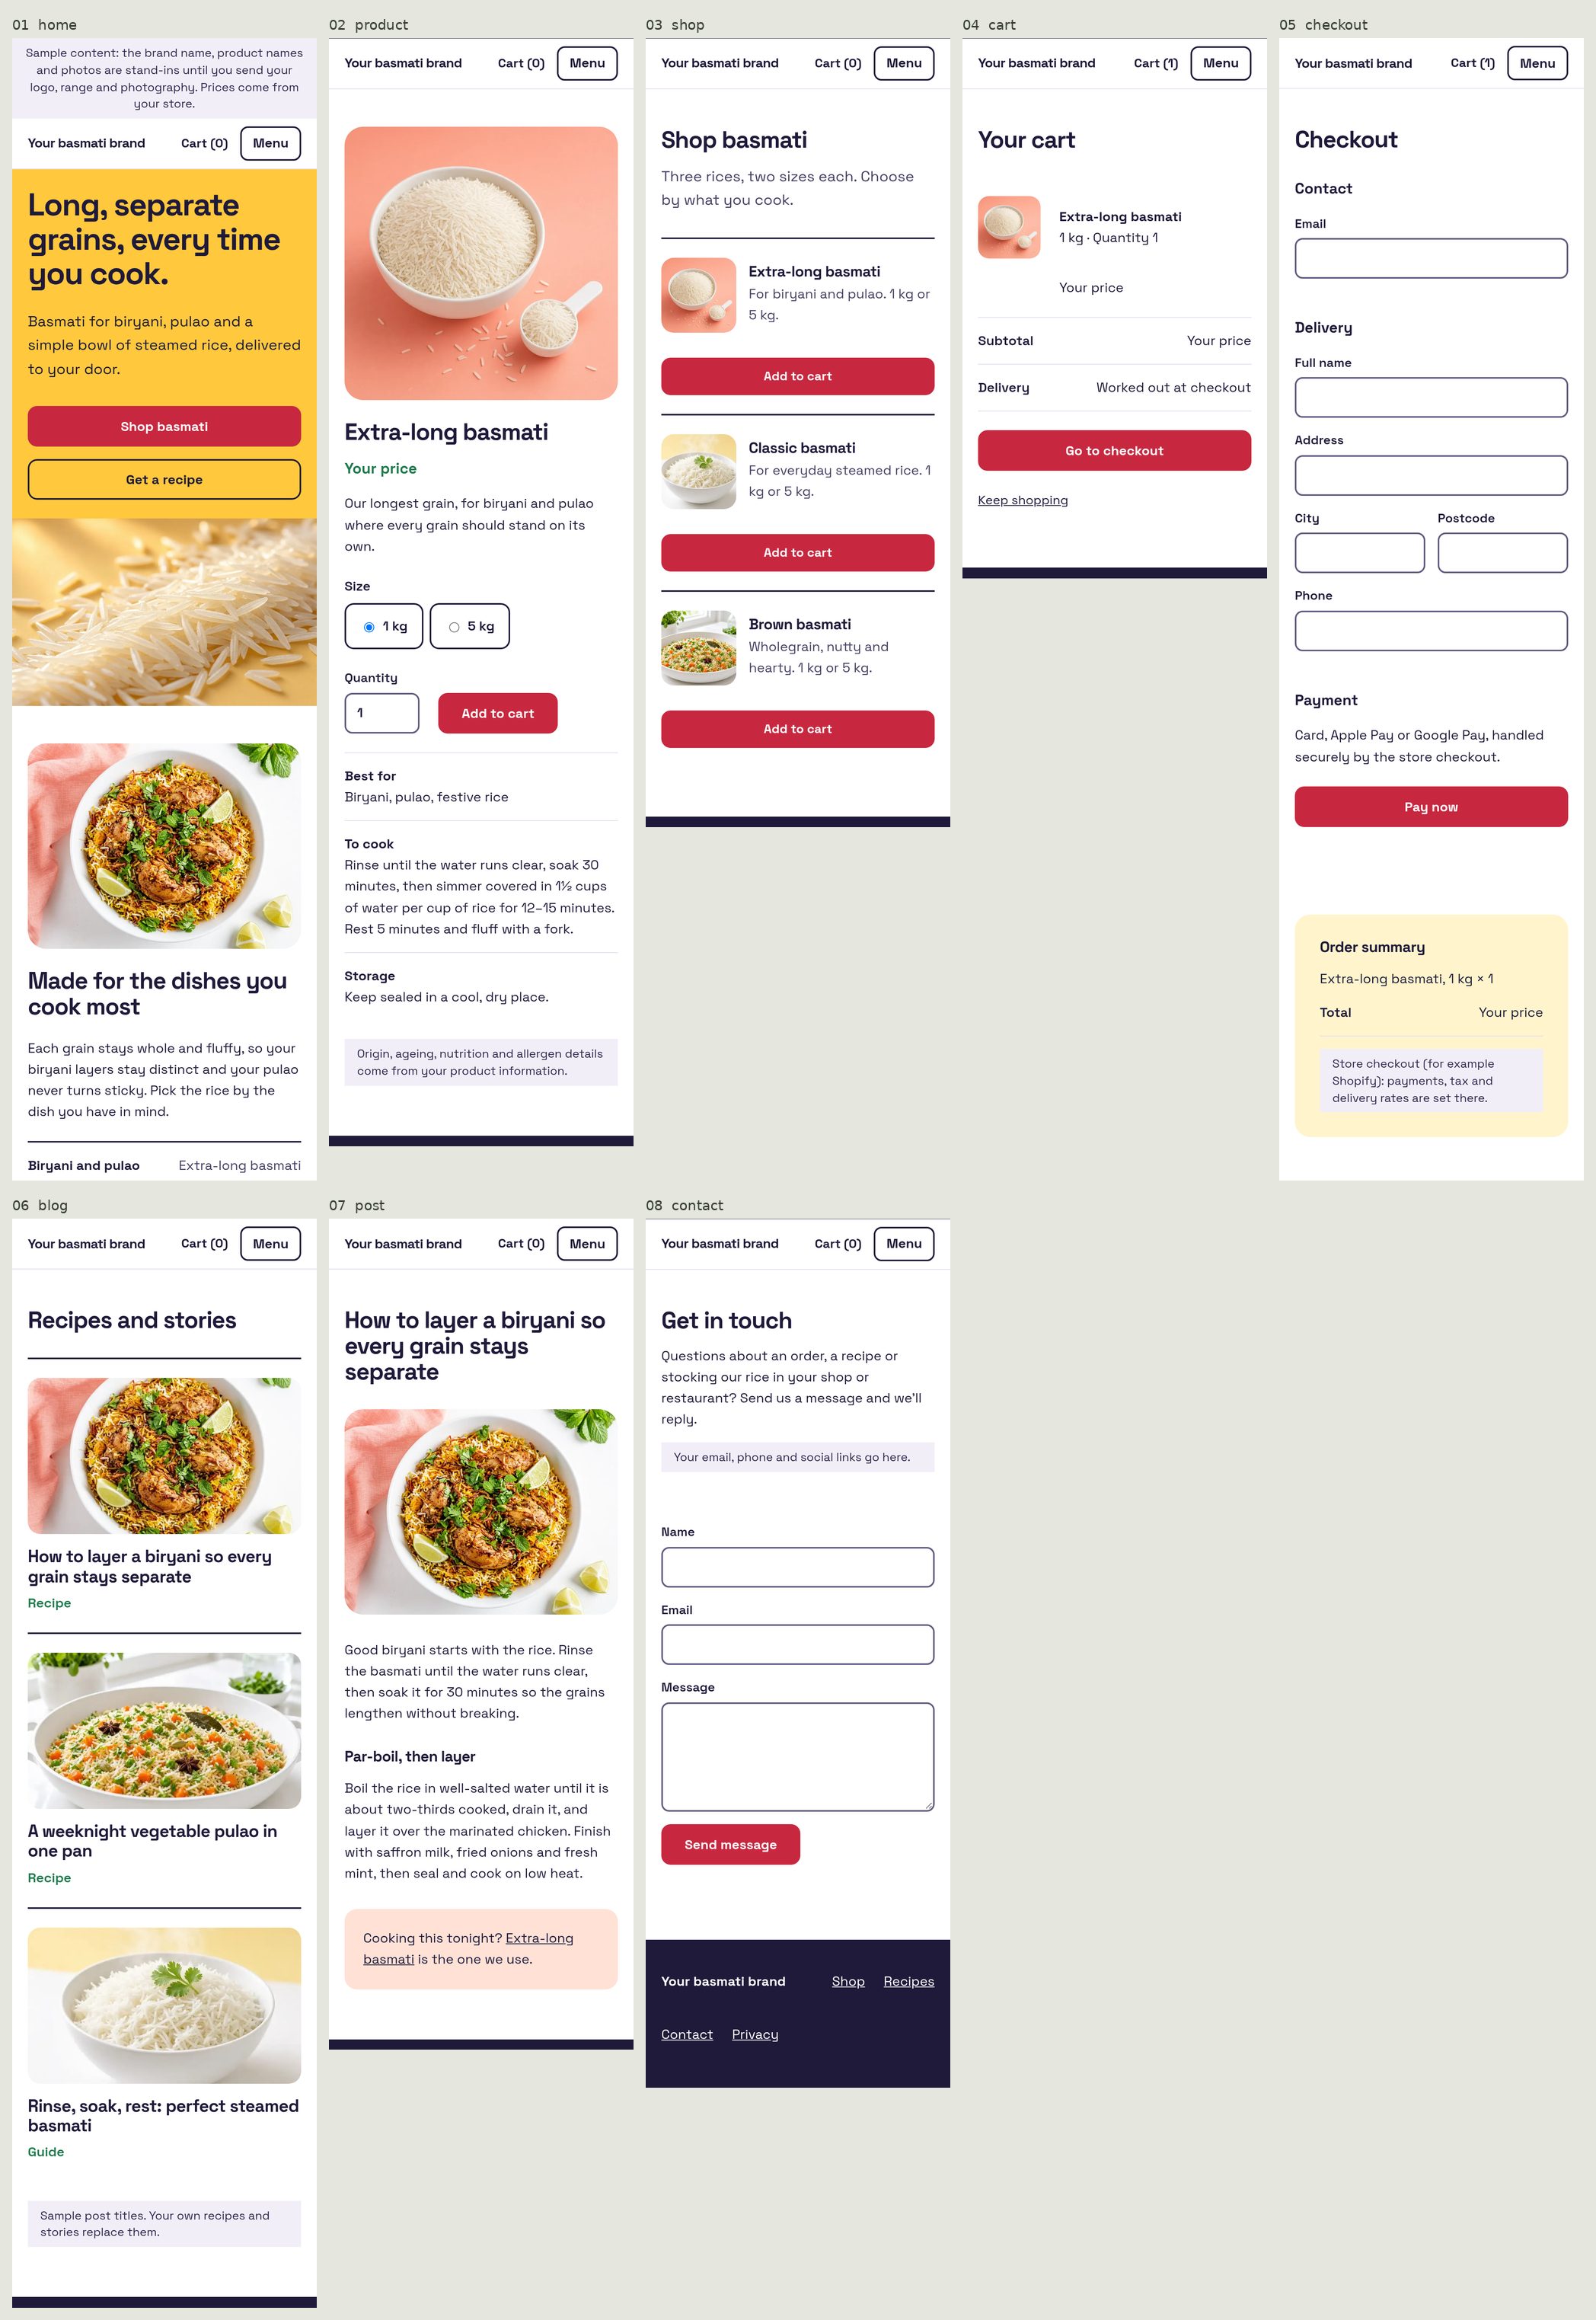 01 home
Sample content: the brand name, product names
and photos are stand-ins until you send your
logo, range and photography. Prices come from
your store.
Your basmati brand
Cart (0)
Menu
Long, separate
grains, every time
you cook.
Basmati for biryani, pulao and a
simple bowl of steamed rice, delivered
to your door.
Shop basmati
Get a recipe
Made for the dishes you
cook most
Each grain stays whole and fluffy, so your
biryani layers stay distinct and your pulao
never turns sticky. Pick the rice by the
dish you have in mind.
Biryani and pulao
Extra-long basmati
02 product
Your basmati brand
Cart (0)
Menu
Extra-long basmati
Your price
Our longest grain, for biryani and pulao
where every grain should stand on its
own.
Size
1 kg
5 kg
Quantity
1
Add to cart
Best for
Biryani, pulao, festive rice
To cook
Rinse until the water runs clear, soak 30
minutes, then simmer covered in 1½ cups
of water per cup of rice for 12–15 minutes.
Rest 5 minutes and fluff with a fork.
Storage
Keep sealed in a cool, dry place.
Origin, ageing, nutrition and allergen details
come from your product information.
03 shop
Your basmati brand
Cart (0)
Menu
Shop basmati
Three rices, two sizes each. Choose
by what you cook.
Extra-long basmati
For biryani and pulao. 1 kg or
5 kg.
Add to cart
Classic basmati
For everyday steamed rice. 1
kg or 5 kg.
Add to cart
Brown basmati
Wholegrain, nutty and
hearty. 1 kg or 5 kg.
Add to cart
04 cart
Your basmati brand
Cart (1)
Menu
Your cart
Extra-long basmati
1 kg · Quantity 1
Your price
Subtotal
Your price
Delivery
Worked out at checkout
Go to checkout
Keep shopping
05 checkout
Your basmati brand
Cart (1)
Menu
Checkout
Contact
Email
Delivery
Full name
Address
City
Postcode
Phone
Payment
Card, Apple Pay or Google Pay, handled
securely by the store checkout.
Pay now
Order summary
Extra-long basmati, 1 kg × 1
Total
Your price
Store checkout (for example
Shopify): payments, tax and
delivery rates are set there.
06 blog
Your basmati brand
Cart (0)
Menu
Recipes and stories
How to layer a biryani so every
grain stays separate
Recipe
A weeknight vegetable pulao in
one pan
Recipe
Rinse, soak, rest: perfect steamed
basmati
Guide
Sample post titles. Your own recipes and
stories replace them.
07 post
Your basmati brand
Cart (0)
Menu
How to layer a biryani so
every grain stays
separate
Good biryani starts with the rice. Rinse
the basmati until the water runs clear,
then soak it for 30 minutes so the grains
lengthen without breaking.
Par-boil, then layer
Boil the rice in well-salted water until it is
about two-thirds cooked, drain it, and
layer it over the marinated chicken. Finish
with saffron milk, fried onions and fresh
mint, then seal and cook on low heat.
Cooking this tonight? Extra-long
basmati is the one we use.
08 contact
Your basmati brand
Cart (0)
Menu
Get in touch
Questions about an order, a recipe or
stocking our rice in your shop or
restaurant? Send us a message and we'll
reply.
Your email, phone and social links go here.
Name
Email
Message
Send message
Your basmati brand
Shop
Recipes
Contact
Privacy